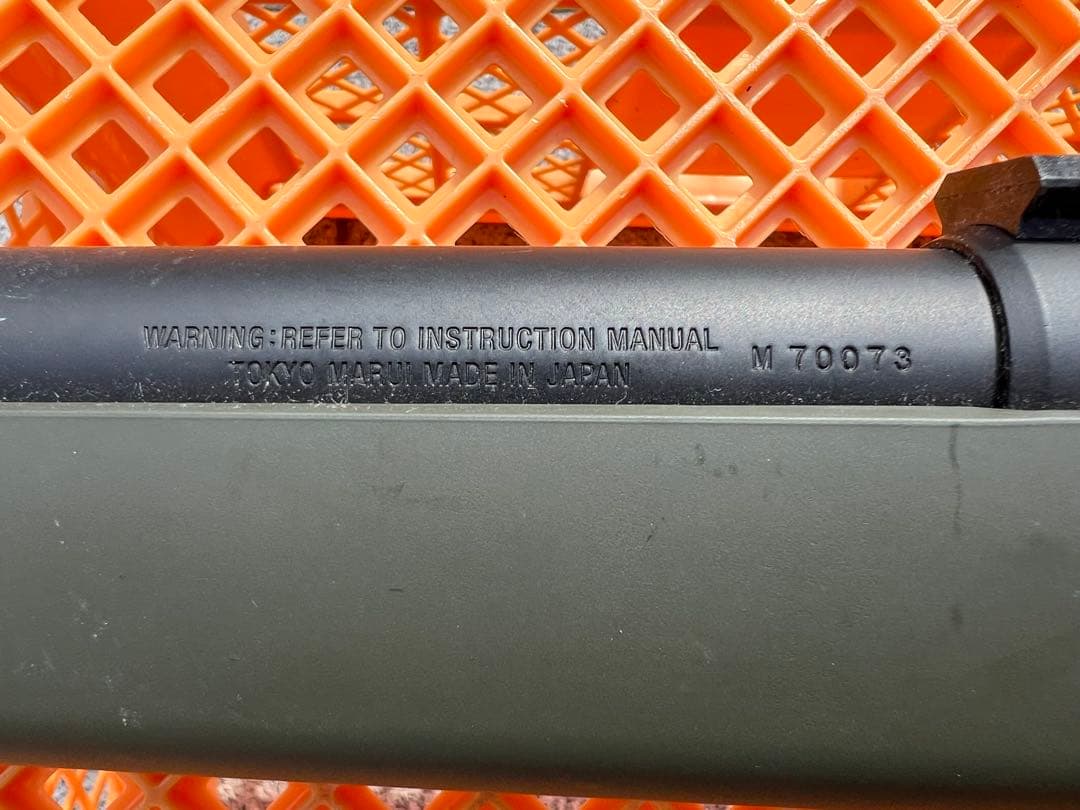 WARNING:REFER TO INSTRUCTION MANUAL
TOKYO MARUI MADE IN JAPAN
M 70073